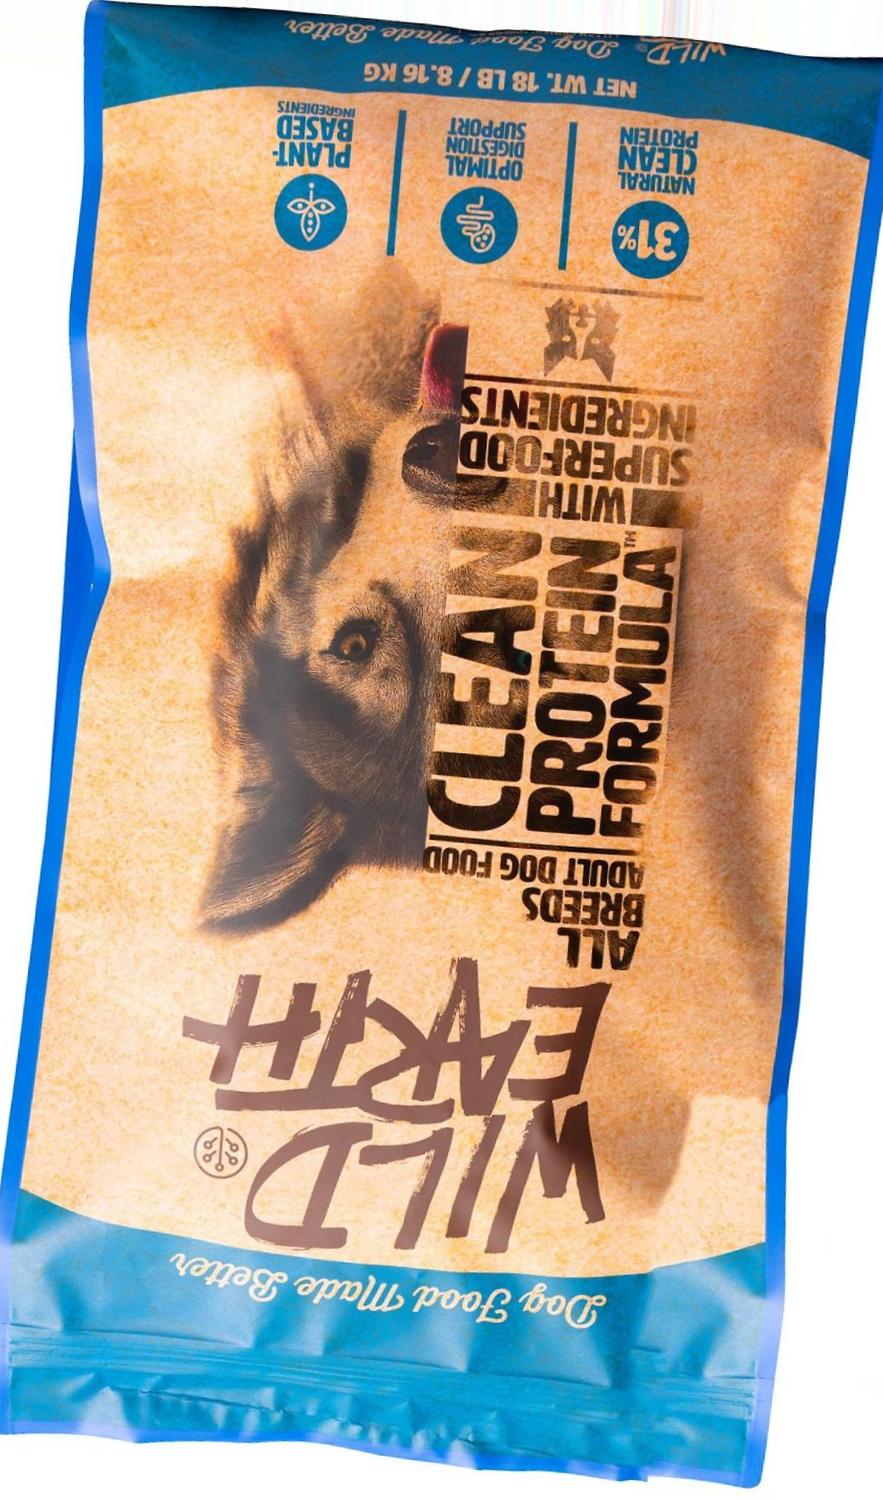 Dog Food Made Better
WILD
EARTH
ALL
BREEDS
ADULT DOG FOOD
CLEAN
PROTEIN
FORMULA™
WITH
SUPERFOOD
INGREDIENTS
31%
NATURAL
CLEAN
PROTEIN
OPTIMAL
DIGESTION
SUPPORT
PLANT-
BASED
INGREDIENTS
NET WT. 18 LB / 8.16 KG
WILD® Dog Food Made Better